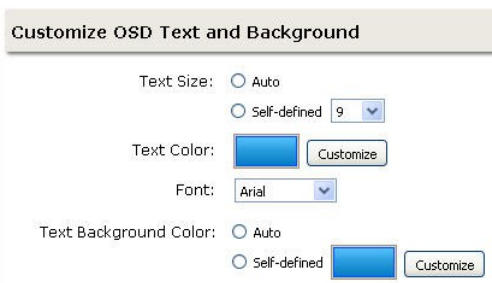 Customize OSD Text and Background
Text Size: Auto
Self-defined 9
Text Color: Customize
Font: Arial
Text Background Color: Auto
Self-defined Customize